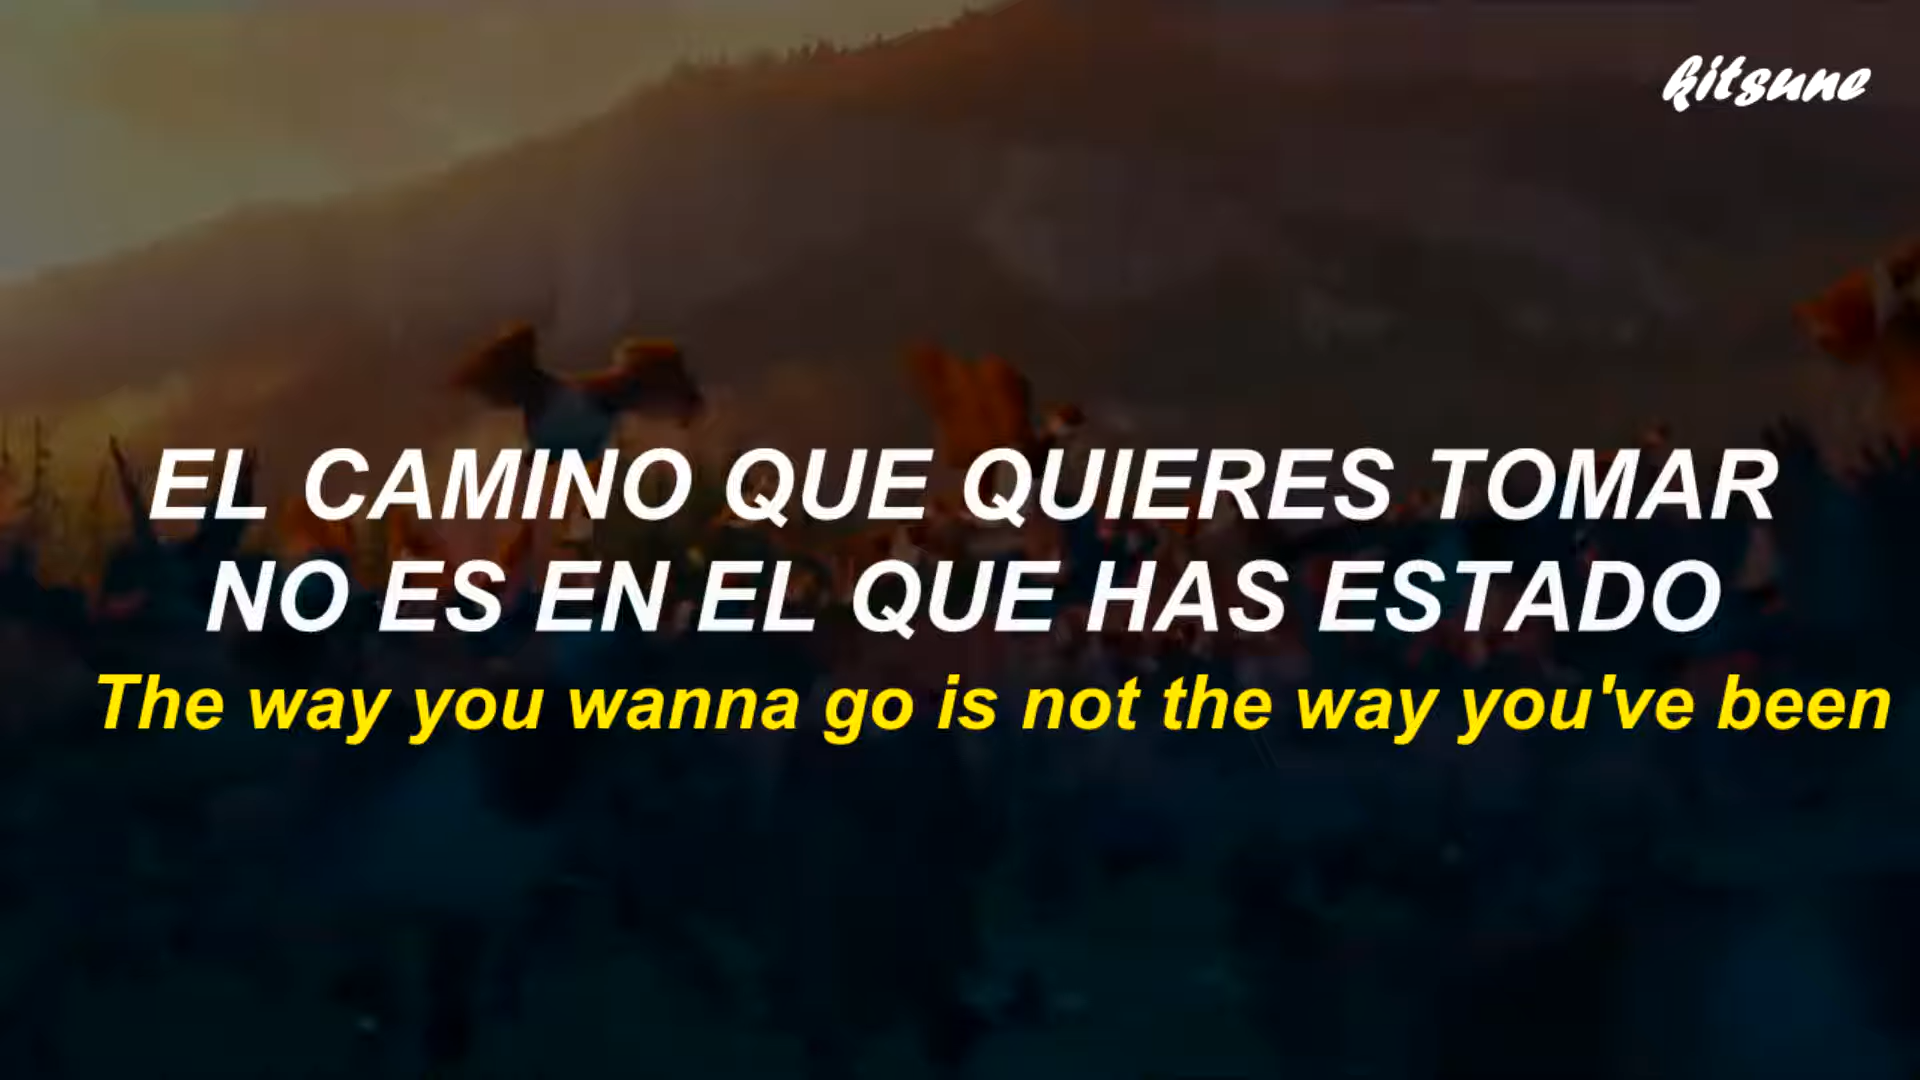 kitsune
EL CAMINO QUE QUIERES TOMAR
NO ES EN EL QUE HAS ESTADO
The way you wanna go is not the way you've been